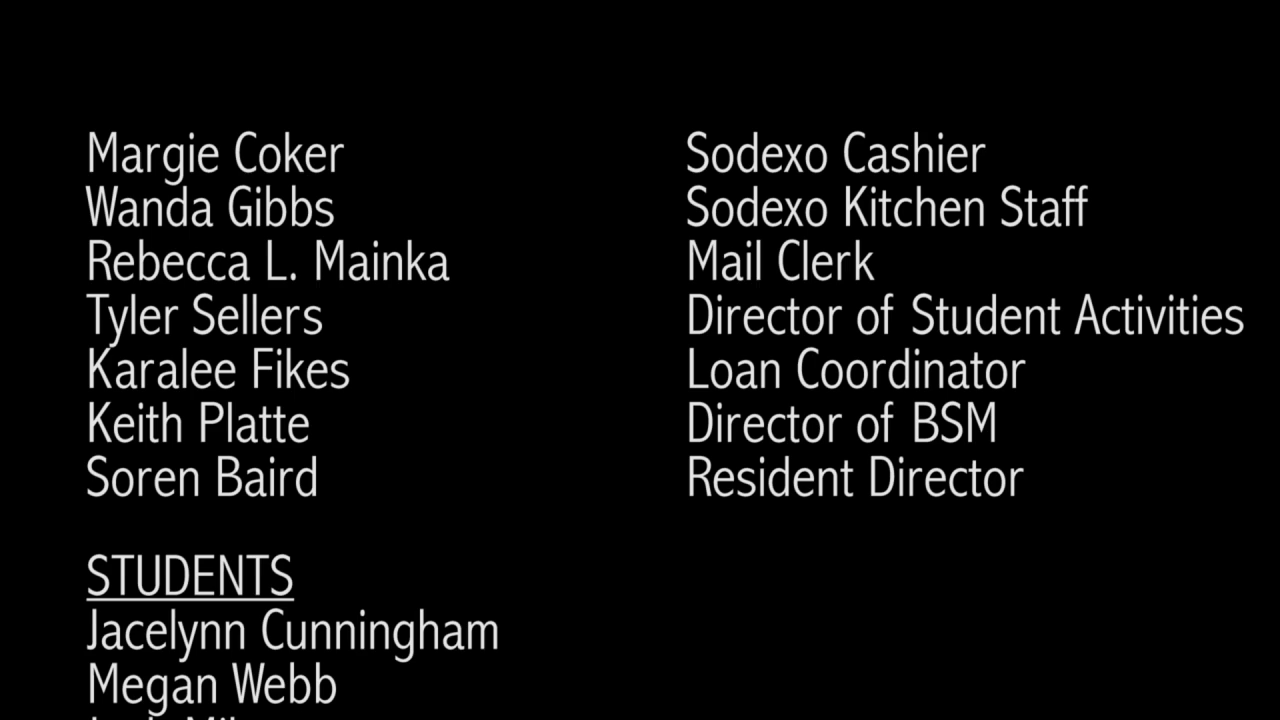 Margie Coker Sodexo Cashier
Wanda Gibbs Sodexo Kitchen Staff
Rebecca L. Mainka Mail Clerk
Tyler Sellers Director of Student Activities
Karalee Fikes Loan Coordinator
Keith Platte Director of BSM
Soren Baird Resident Director
STUDENTS
Jacelynn Cunningham
Megan Webb